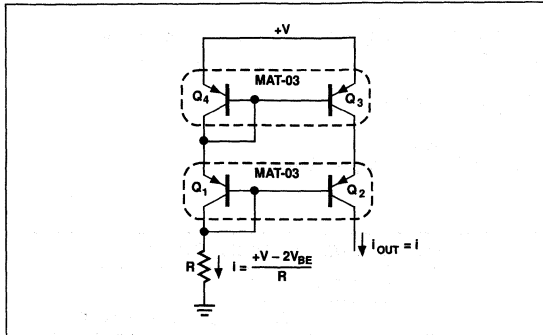 +V
MAT-03
Q4
Q3
MAT-03
Q1
Q2
R
i = +V – 2VBE
R
iOUT = i